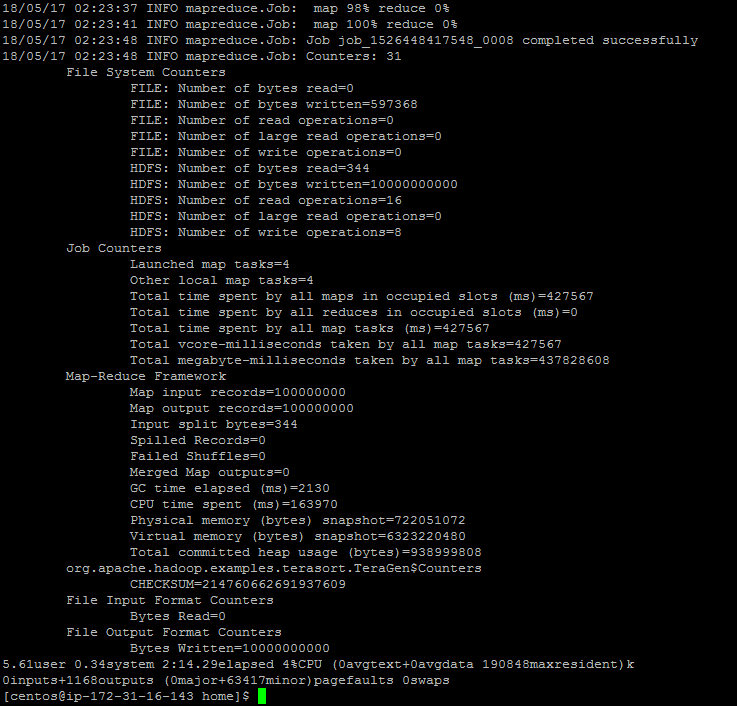 18/05/17 02:23:37 INFO mapreduce.Job:  map 98% reduce 0%
18/05/17 02:23:41 INFO mapreduce.Job:  map 100% reduce 0%
18/05/17 02:23:48 INFO mapreduce.Job: Job job_1526448417548_0008 completed successfully
18/05/17 02:23:48 INFO mapreduce.Job: Counters: 31
        File System Counters
                FILE: Number of bytes read=0
                FILE: Number of bytes written=597368
                FILE: Number of read operations=0
                FILE: Number of large read operations=0
                FILE: Number of write operations=0
                HDFS: Number of bytes read=344
                HDFS: Number of bytes written=10000000000
                HDFS: Number of read operations=16
                HDFS: Number of large read operations=0
                HDFS: Number of write operations=8
        Job Counters
                Launched map tasks=4
                Other local map tasks=4
                Total time spent by all maps in occupied slots (ms)=427567
                Total time spent by all reduces in occupied slots (ms)=0
                Total time spent by all map tasks (ms)=427567
                Total vcore-milliseconds taken by all map tasks=427567
                Total megabyte-milliseconds taken by all map tasks=437828608
        Map-Reduce Framework
                Map input records=100000000
                Map output records=100000000
                Input split bytes=344
                Spilled Records=0
                Failed Shuffles=0
                Merged Map outputs=0
                GC time elapsed (ms)=2130
                CPU time spent (ms)=163970
                Physical memory (bytes) snapshot=722051072
                Virtual memory (bytes) snapshot=6323220480
                Total committed heap usage (bytes)=938999808
        org.apache.hadoop.examples.terasort.TeraGen$Counters
                CHECKSUM=214760662691937609
        File Input Format Counters
                Bytes Read=0
        File Output Format Counters
                Bytes Written=10000000000
5.61user 0.34system 2:14.29elapsed 4%CPU (0avgtext+0avgdata 190848maxresident)k
0inputs+1168outputs (0major+63417minor)pagefaults 0swaps
[centos@ip-172-31-16-143 home]$